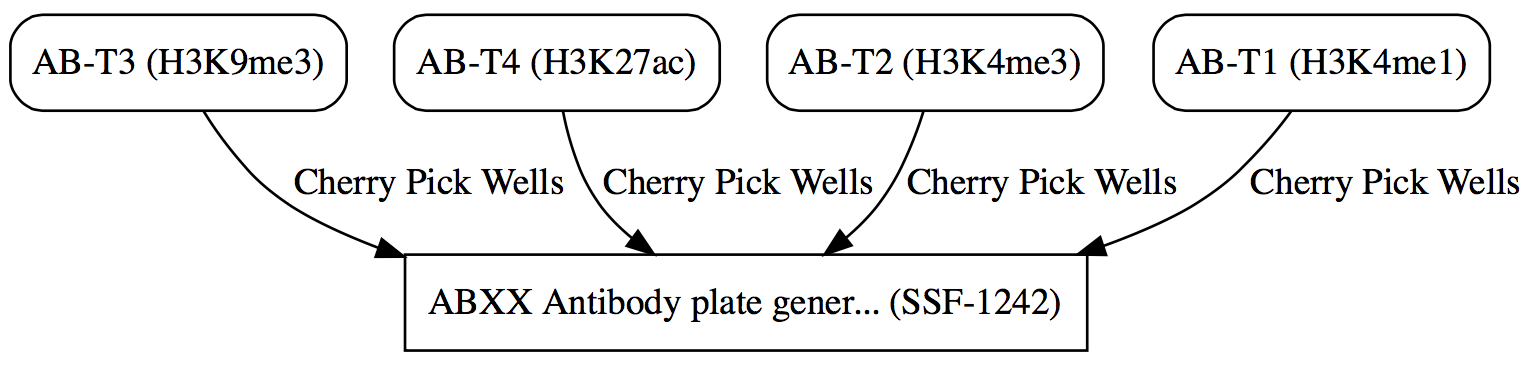 AB-T3 (H3K9me3)
AB-T4 (H3K27ac)
AB-T2 (H3K4me3)
AB-T1 (H3K4me1)
Cherry Pick Wells
Cherry Pick Wells
Cherry Pick Wells
Cherry Pick Wells
ABXX Antibody plate gener... (SSF-1242)